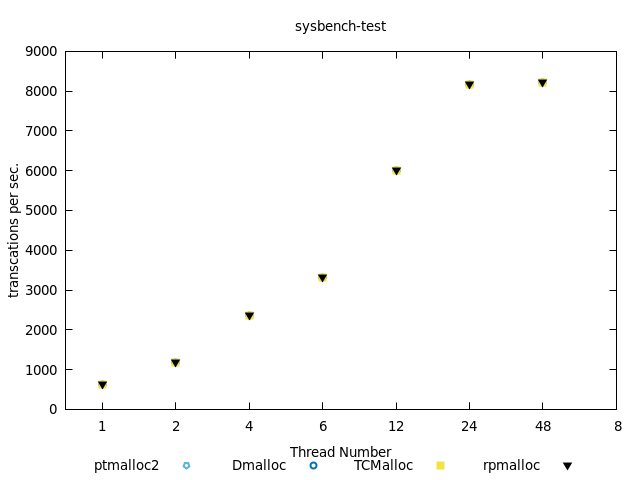 sysbench-test
9000
8000
7000
6000
5000
4000
3000
2000
1000
0
transcations per sec.
1 2 4 6 12 24 48 8
Thread Number
ptmalloc2 Dmalloc TCMalloc rpmalloc